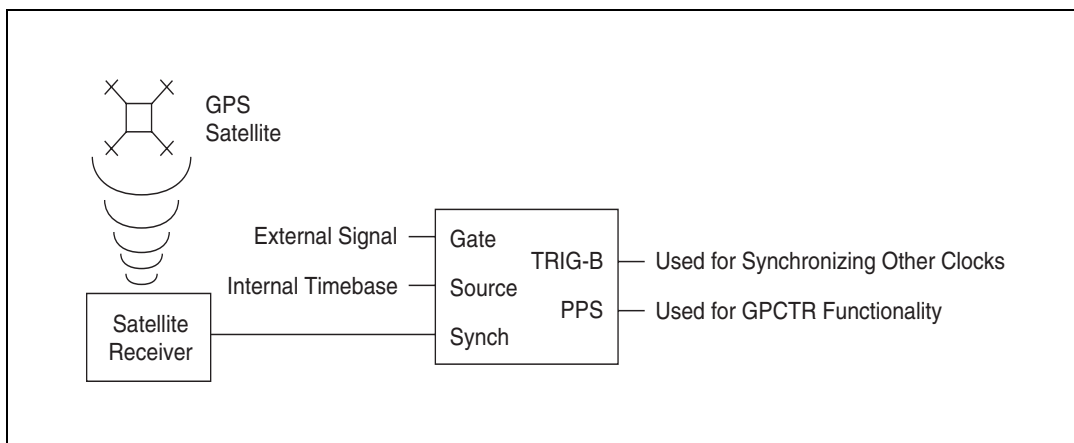 GPS
Satellite
External Signal
Gate
TRIG-B
Used for Synchronizing Other Clocks
Internal Timebase
Source
PPS
Used for GPCTR Functionality
Satellite
Receiver
Synch